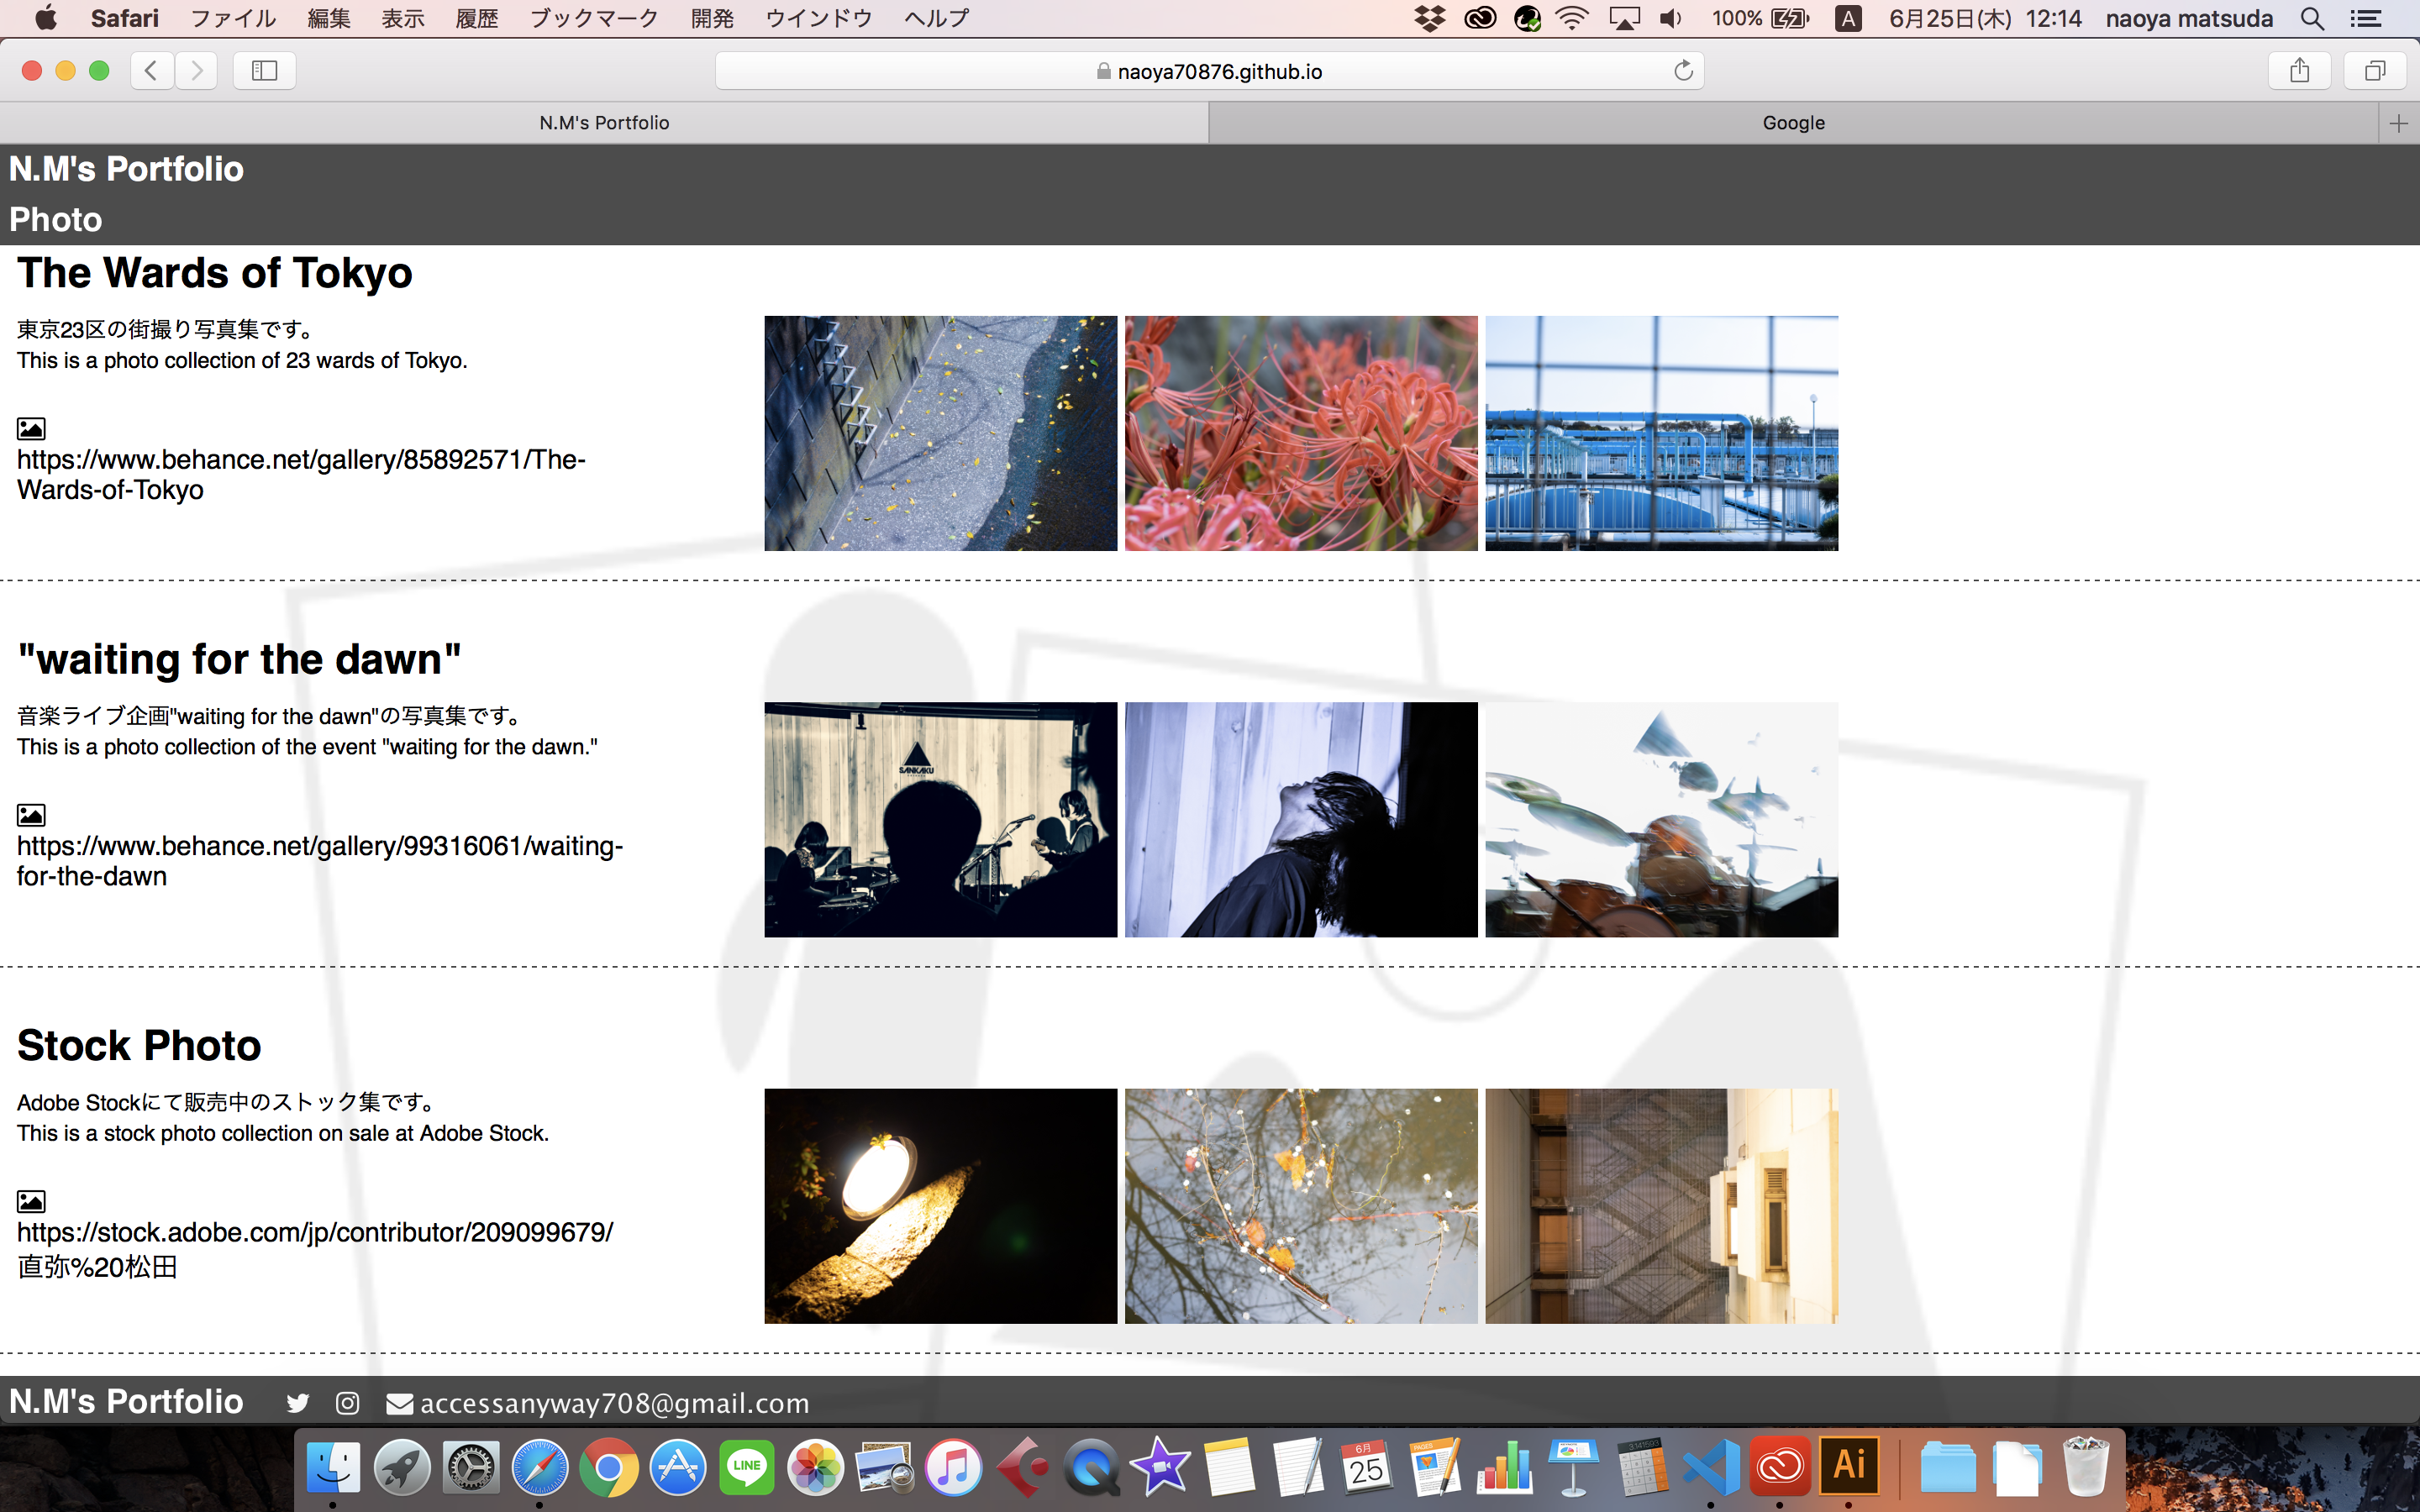 Safari ファイル 編集 表示 履歴 ブックマーク 開発 ウインドウ ヘルプ 100% A 6月25日(木) 12:14 naoya matsuda
naoya70876.github.io
N.M's Portfolio Google
N.M's Portfolio
Photo
The Wards of Tokyo
東京23区の街撮り写真集です。
This is a photo collection of 23 wards of Tokyo.
https://www.behance.net/gallery/85892571/The-
Wards-of-Tokyo
"waiting for the dawn"
音楽ライブ企画"waiting for the dawn"の写真集です。
This is a photo collection of the event "waiting for the dawn."
SANKAKU
https://www.behance.net/gallery/99316061/waiting-
for-the-dawn
Stock Photo
Adobe Stockにて販売中のストック集です。
This is a stock photo collection on sale at Adobe Stock.
https://stock.adobe.com/jp/contributor/209099679/
直弥%20松田
N.M's Portfolio accessanyway708@gmail.com
LINE 6月 25 PAGES Ai